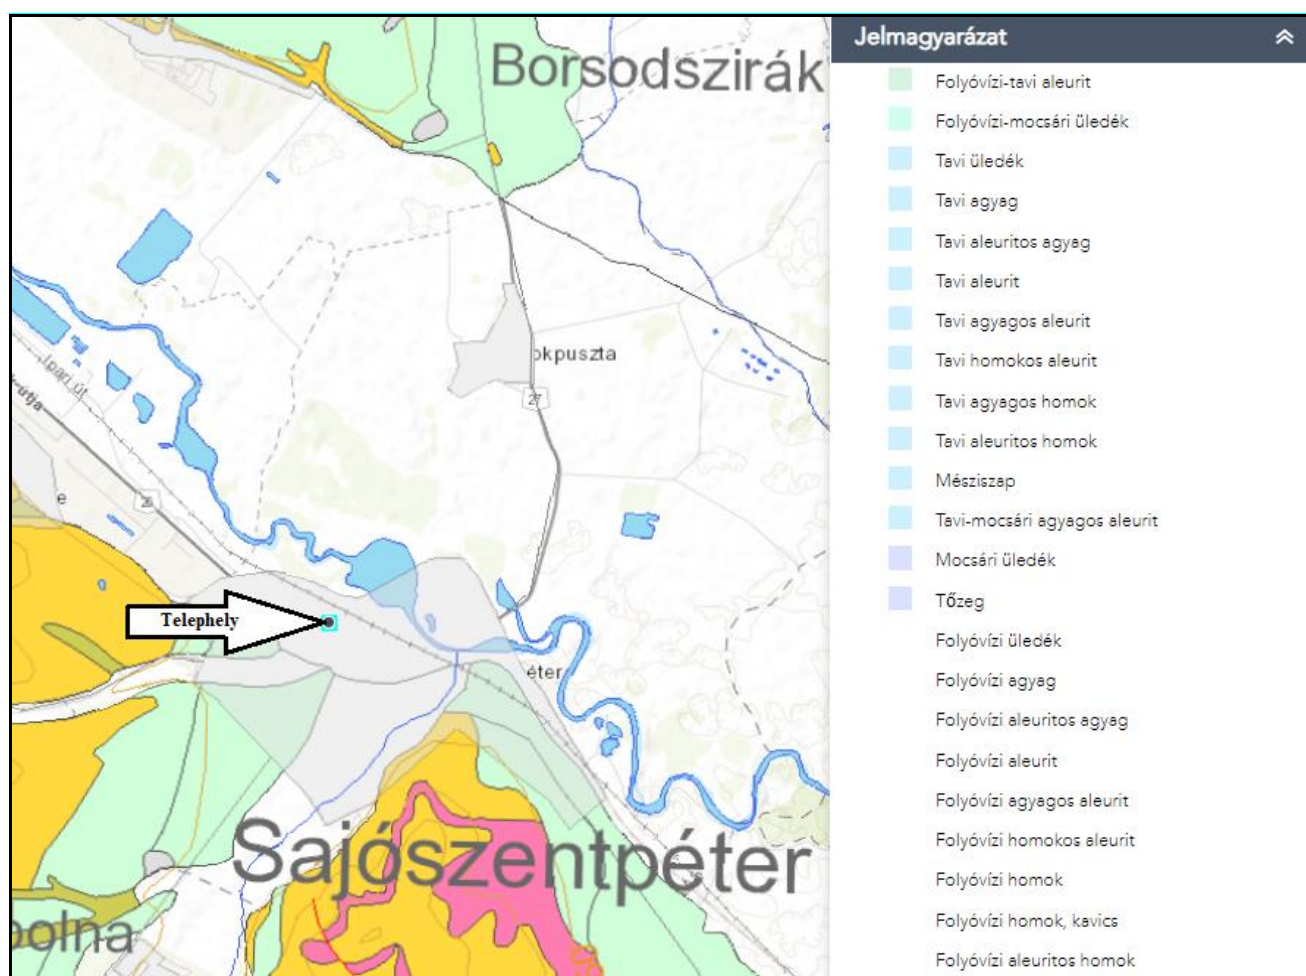 Borsodszirák
okpuszta
Ipari út
útja
27
e
26
Telephely
éter
Sajószentpéter
polna
Jelmagyarázat
Folyóvízi-tavi aleurit
Folyóvízi-mocsári üledék
Tavi üledék
Tavi agyag
Tavi aleuritos agyag
Tavi aleurit
Tavi agyagos aleurit
Tavi homokos aleurit
Tavi agyagos homok
Tavi aleuritos homok
Mésziszap
Tavi-mocsári agyagos aleurit
Mocsári üledék
Tőzeg
Folyóvízi üledék
Folyóvízi agyag
Folyóvízi aleuritos agyag
Folyóvízi aleurit
Folyóvízi agyagos aleurit
Folyóvízi homokos aleurit
Folyóvízi homok
Folyóvízi homok, kavics
Folyóvízi aleuritos homok